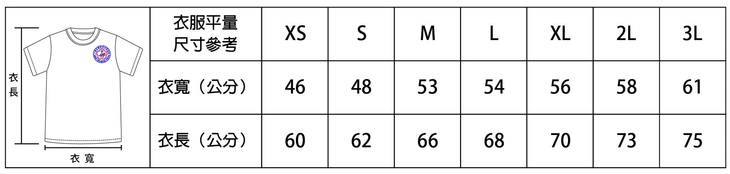 衣服平量
尺寸參考
XS S M L XL 2L 3L
衣寬（公分） 46 48 53 54 56 58 61
衣長（公分） 60 62 66 68 70 73 75
衣長
衣寬